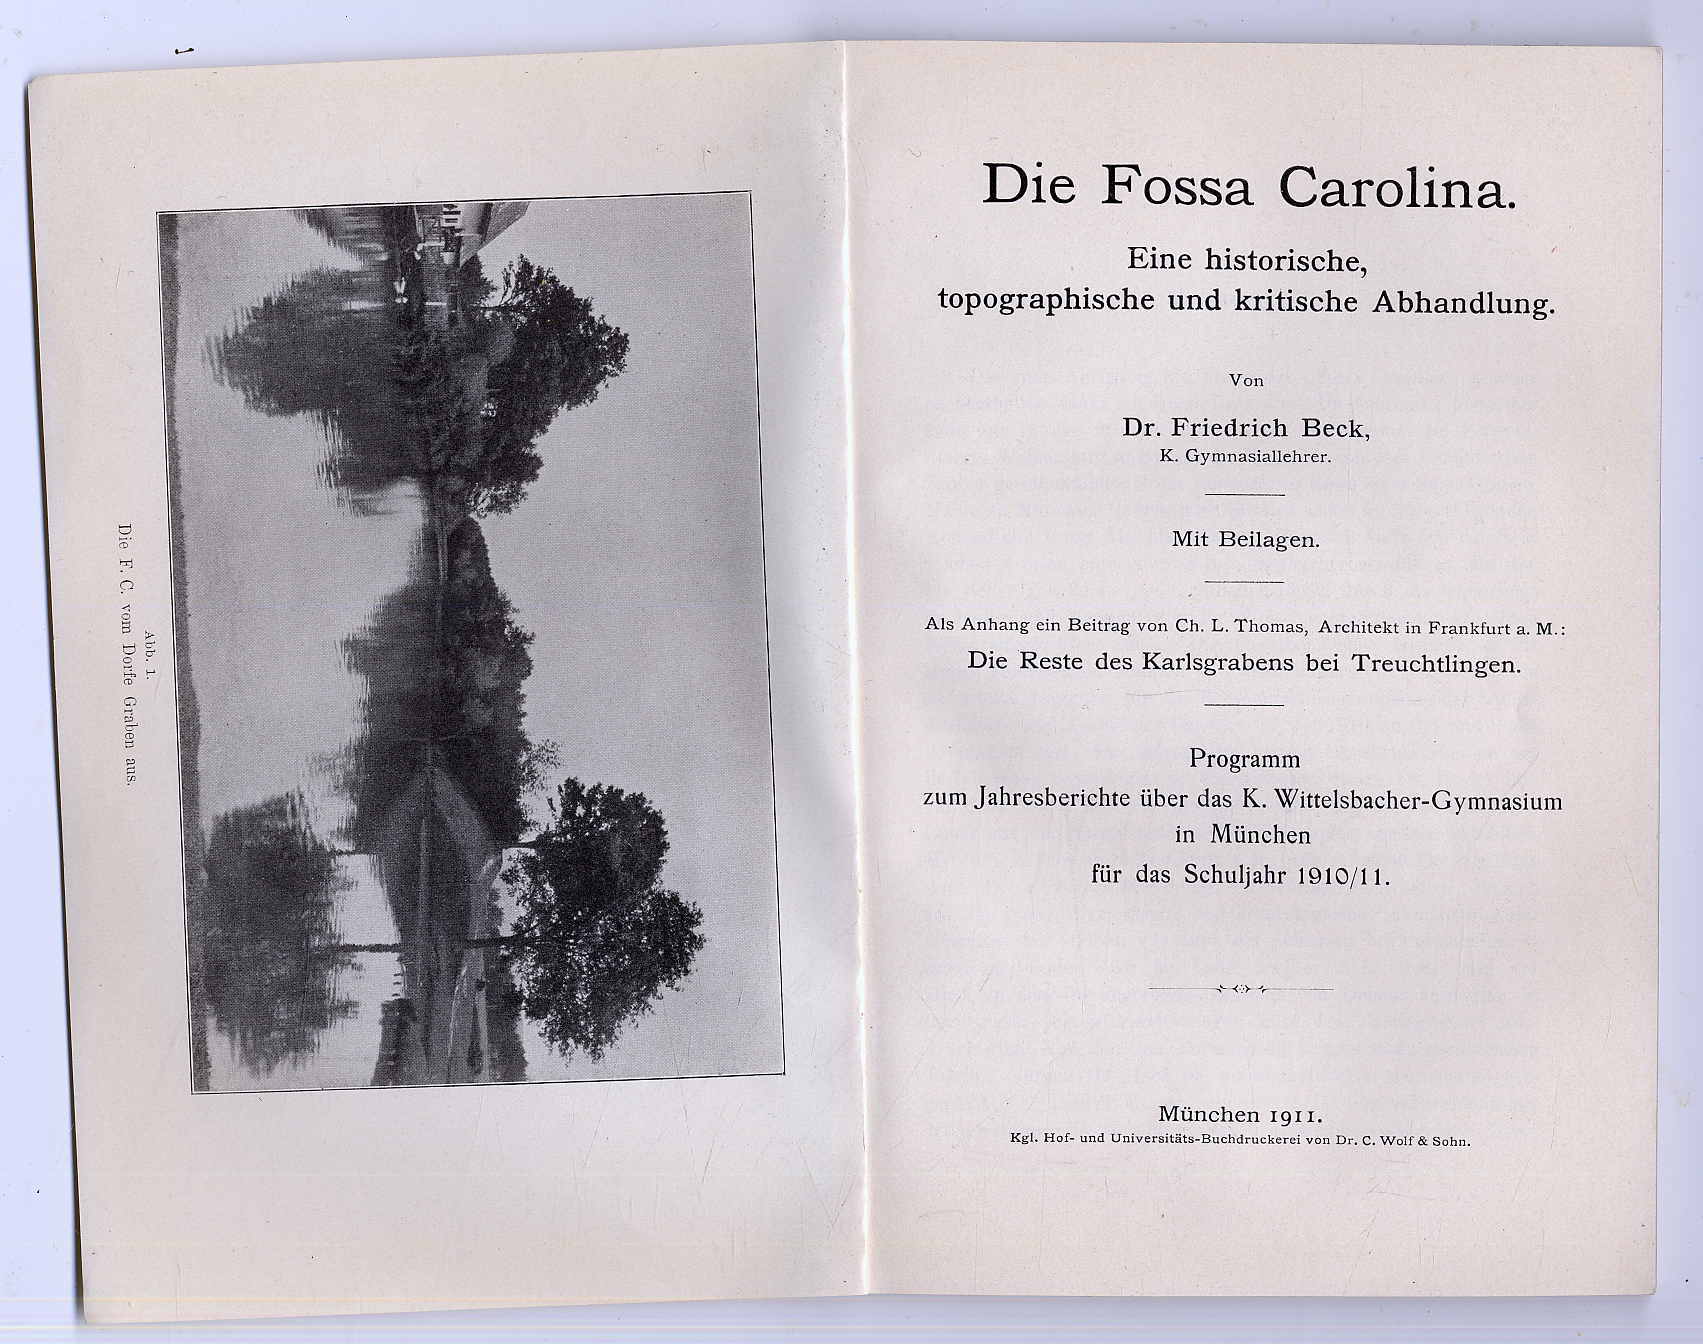 Abb. 1.
Die F. C. vom Dorfe Graben aus.
Die Fossa Carolina.
Eine historische,
topographische und kritische Abhandlung.
Von
Dr. Friedrich Beck,
K. Gymnasiallehrer.
Mit Beilagen.
Als Anhang ein Beitrag von Ch. L. Thomas, Architekt in Frankfurt a. M.:
Die Reste des Karlsgrabens bei Treuchtlingen.
Programm
zum Jahresberichte über das K. Wittelsbacher-Gymnasium
in München
für das Schuljahr 1910/11.
München 1911.
Kgl. Hof- und Universitäts-Buchdruckerei von Dr. C. Wolf & Sohn.